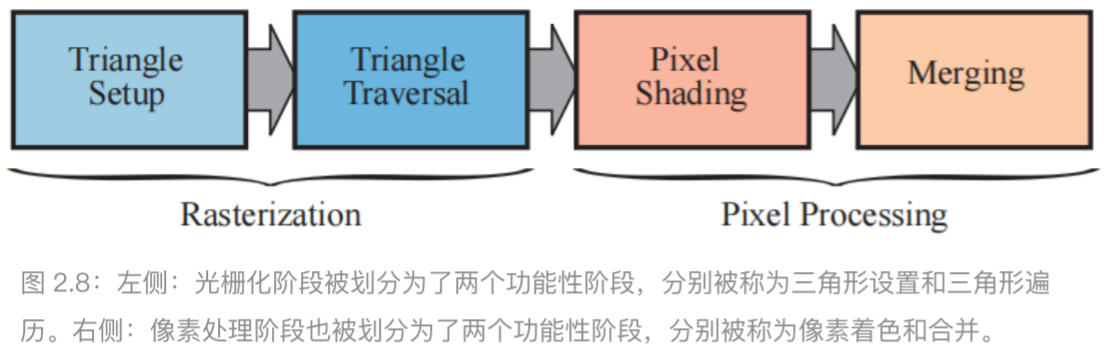 Triangle
Setup
Triangle
Traversal
Pixel
Shading
Merging
Rasterization
Pixel Processing
图 2.8：左侧：光栅化阶段被划分为了两个功能性阶段，分别被称为三角形设置和三角形遍
历。右侧：像素处理阶段也被划分为了两个功能性阶段，分别被称为像素着色和合并。